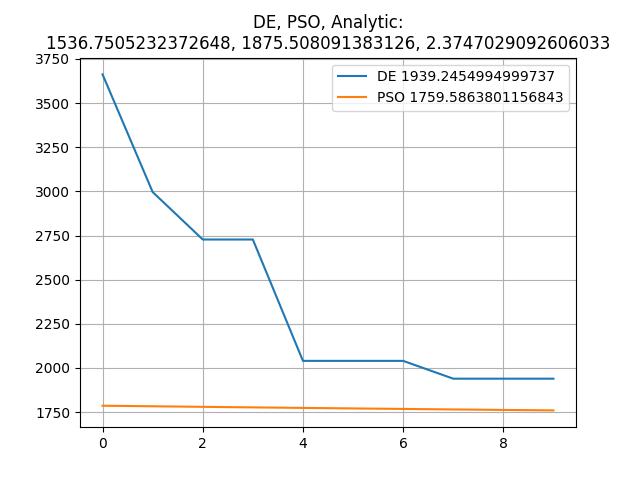 DE, PSO, Analytic:
1536.7505232372648, 1875.508091383126, 2.3747029092606033
DE 1939.2454994999737
PSO 1759.5863801156843
3750
3500
3250
3000
2750
2500
2250
2000
1750
0 2 4 6 8